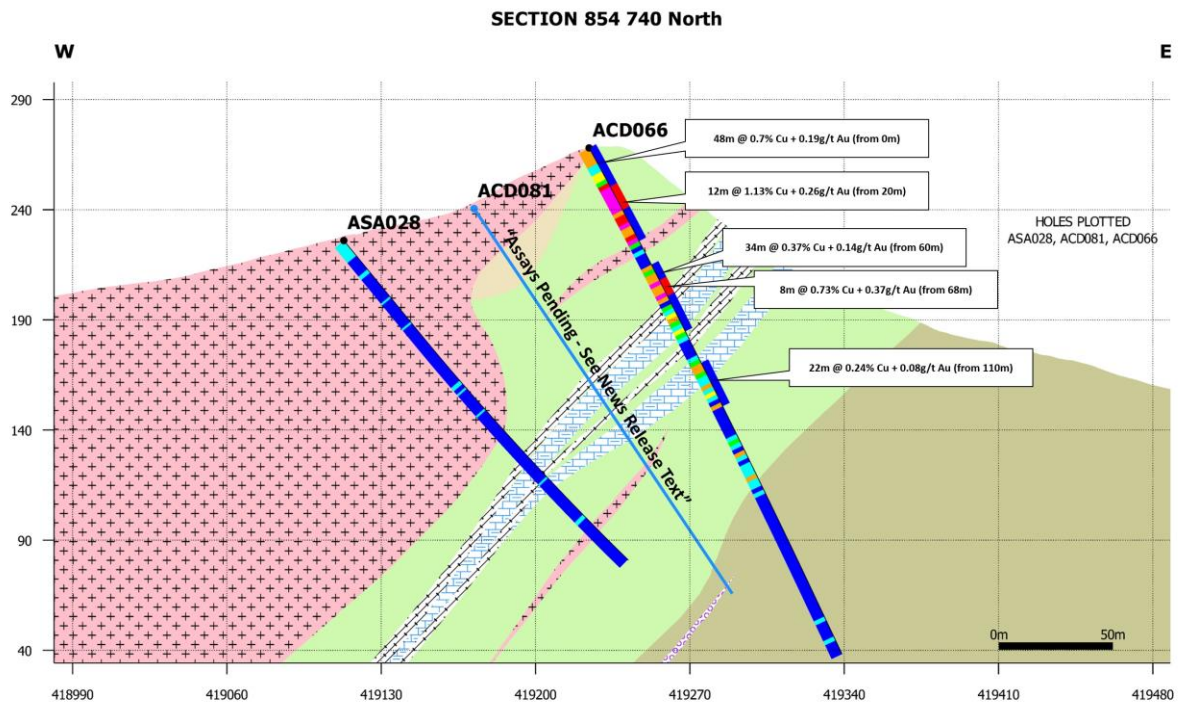 SECTION 854 740 North
W
E
290
240
190
140
90
40
ACD066
ACD081
ASA028
48m @ 0.7% Cu + 0.19g/t Au (from 0m)
12m @ 1.13% Cu + 0.26g/t Au (from 20m)
34m @ 0.37% Cu + 0.14g/t Au (from 60m)
8m @ 0.73% Cu + 0.37g/t Au (from 68m)
22m @ 0.24% Cu + 0.08g/t Au (from 110m)
HOLES PLOTTED
ASA028, ACD081, ACD066
“Assays Pending - See News Release Text”
0m
50m
418990
419060
419130
419200
419270
419340
419410
419480